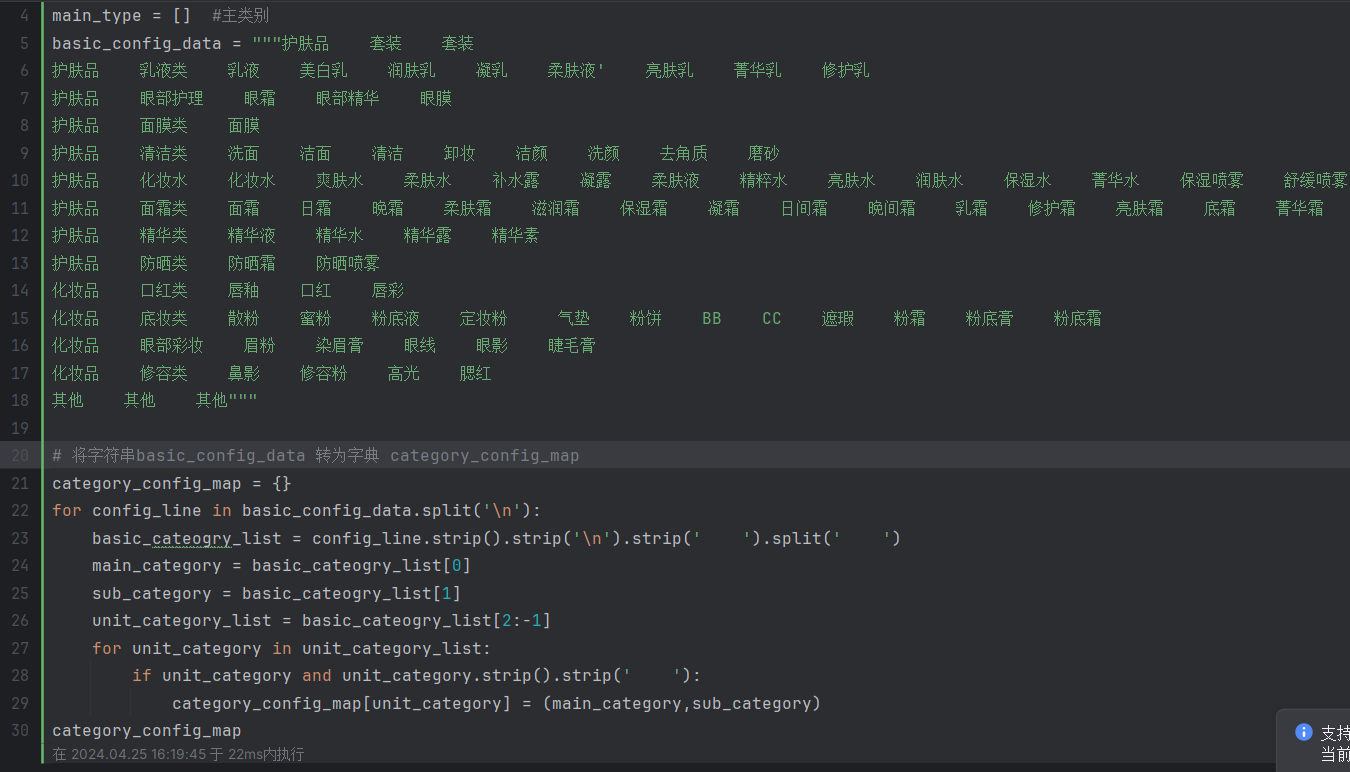 4 main_type = []  #主类别
5 basic_config_data = """护肤品    套装    套装
6 护肤品    乳液类    乳液    美白乳    润肤乳    凝乳    柔肤液'    亮肤乳    菁华乳    修护乳
7 护肤品    眼部护理    眼霜    眼部精华    眼膜
8 护肤品    面膜类    面膜
9 护肤品    清洁类    洗面    洁面    清洁    卸妆    洁颜    洗颜    去角质    磨砂
10 护肤品    化妆水    化妆水    爽肤水    柔肤水    补水露    凝露    柔肤液    精粹水    亮肤水    润肤水    保湿水    菁华水    保湿喷雾    舒缓喷雾
11 护肤品    面霜类    面霜    日霜    晚霜    柔肤霜    滋润霜    保湿霜    凝霜    日间霜    晚间霜    乳霜    修护霜    亮肤霜    底霜    菁华霜
12 护肤品    精华类    精华液    精华水    精华露    精华素
13 护肤品    防晒类    防晒霜    防晒喷雾
14 化妆品    口红类    唇釉    口红    唇彩
15 化妆品    底妆类    散粉    蜜粉    粉底液    定妆粉     气垫    粉饼    BB    CC    遮瑕    粉霜    粉底膏    粉底霜
16 化妆品    眼部彩妆    眉粉    染眉膏    眼线    眼影    睫毛膏
17 化妆品    修容类    鼻影    修容粉    高光    腮红
18 其他    其他    其他"""
19
20 # 将字符串basic_config_data 转为字典 category_config_map
21 category_config_map = {}
22 for config_line in basic_config_data.split('\n'):
23     basic_cateogry_list = config_line.strip().strip('\n').strip('    ').split('    ')
24     main_category = basic_cateogry_list[0]
25     sub_category = basic_cateogry_list[1]
26     unit_category_list = basic_cateogry_list[2:-1]
27     for unit_category in unit_category_list:
28         if unit_category and unit_category.strip().strip('    '):
29             category_config_map[unit_category] = (main_category,sub_category)
30 category_config_map
在 2024.04.25 16:19:45 于 22ms内执行
支持
当前